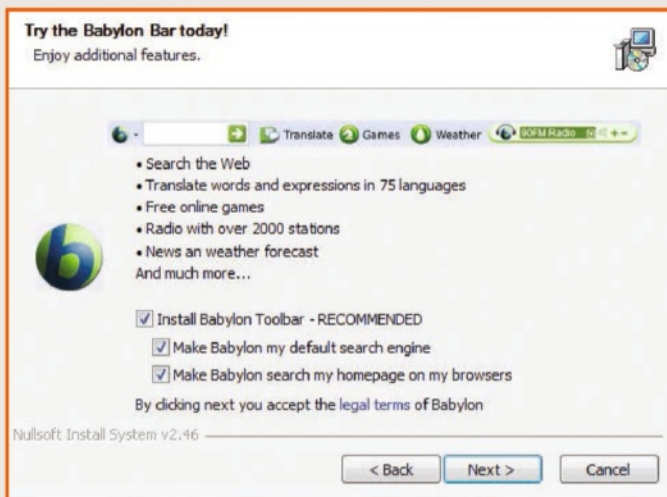 Try the Babylon Bar today!
Enjoy additional features.
Translate Games Weather 90FM Radio
• Search the Web
• Translate words and expressions in 75 languages
• Free online games
• Radio with over 2000 stations
• News an weather forecast
And much more...
Install Babylon Toolbar - RECOMMENDED
Make Babylon my default search engine
Make Babylon search my homepage on my browsers
By clicking next you accept the legal terms of Babylon
Nullsoft Install System v2.46
< Back Next > Cancel